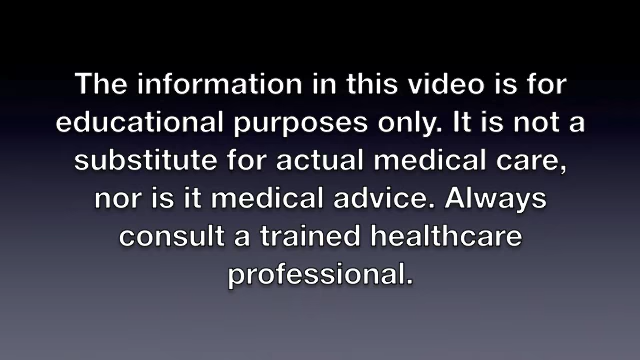 The information in this video is for
educational purposes only. It is not a
substitute for actual medical care,
nor is it medical advice. Always
consult a trained healthcare
professional.